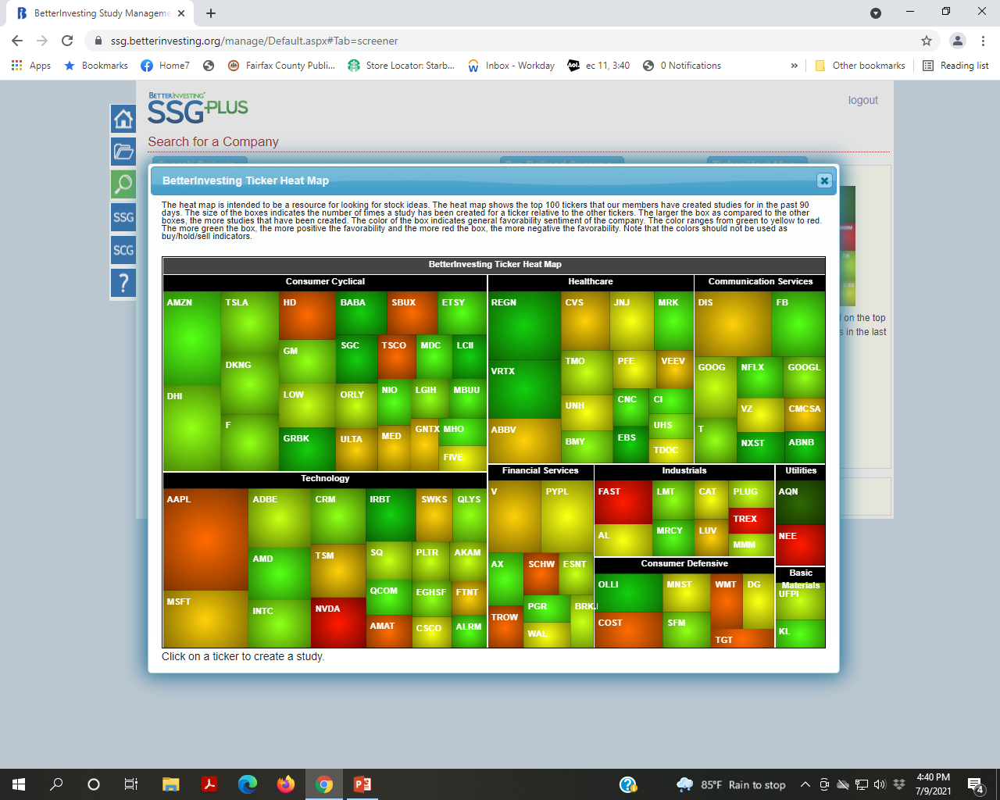 BetterInvesting Study Manageme
ssg.betterinvesting.org/manage/Default.aspx#Tab=screener
Apps Bookmarks Home7 Fairfax County Publi... Store Locator: Starb... Inbox - Workday Aol. ec 11, 3:40 0 Notifications » Other bookmarks Reading list
BETTERINVESTING
SSG PLUS
logout
Search for a Company
BetterInvesting Ticker Heat Map
The heat map is intended to be a resource for looking for stock ideas. The heat map shows the top 100 tickers that our members have created studies for in the past 90
days. The size of the boxes indicates the number of times a study has been created for a ticker relative to the other tickers. The larger the box as compared to the other
boxes, the more studies that have been created. The color of the box indicates general favorability sentiment of the company. The color ranges from green to yellow to red.
The more green the box, the more positive the favorability and the more red the box, the more negative the favorability. Note that the colors should not be used as
buy/hold/sell indicators.
BetterInvesting Ticker Heat Map
Consumer Cyclical
AMZN TSLA HD BABA SBUX ETSY
GM SGC TSCO MDC LCII
DKNG
DHI LOW ORLY NIO LGIH MBUU
F GRBK ULTA MED GNTX MHO
FIVE
Healthcare
REGN CVS JNJ MRK
VRTX TMO PFE VEEV
UNH CNC CI
UHS
ABBV BMY EBS TDOC
Communication Services
DIS FB
GOOG NFLX GOOGL
VZ CMCSA
T NXST ABNB
Technology
AAPL ADBE CRM IRBT SWKS QLYS
AMD TSM SQ PLTR AKAM
MSFT INTC NVDA QCOM EGHSF FTNT
AMAT CSCO ALRM
Financial Services
V PYPL
AX SCHW ESNT
TROW PGR BRK.
WAL
Industrials
FAST LMT CAT PLUG
TREX
AL MRCY LUV MMM
Consumer Defensive
OLLI MNST WMT DG
COST SFM TGT
Utilities
AQN
NEE
Basic
Materials
UFPI
KL
Click on a ticker to create a study.
on the top
s in the last
SSG
SCG
?
85°F Rain to stop
4:40 PM
7/9/2021
4